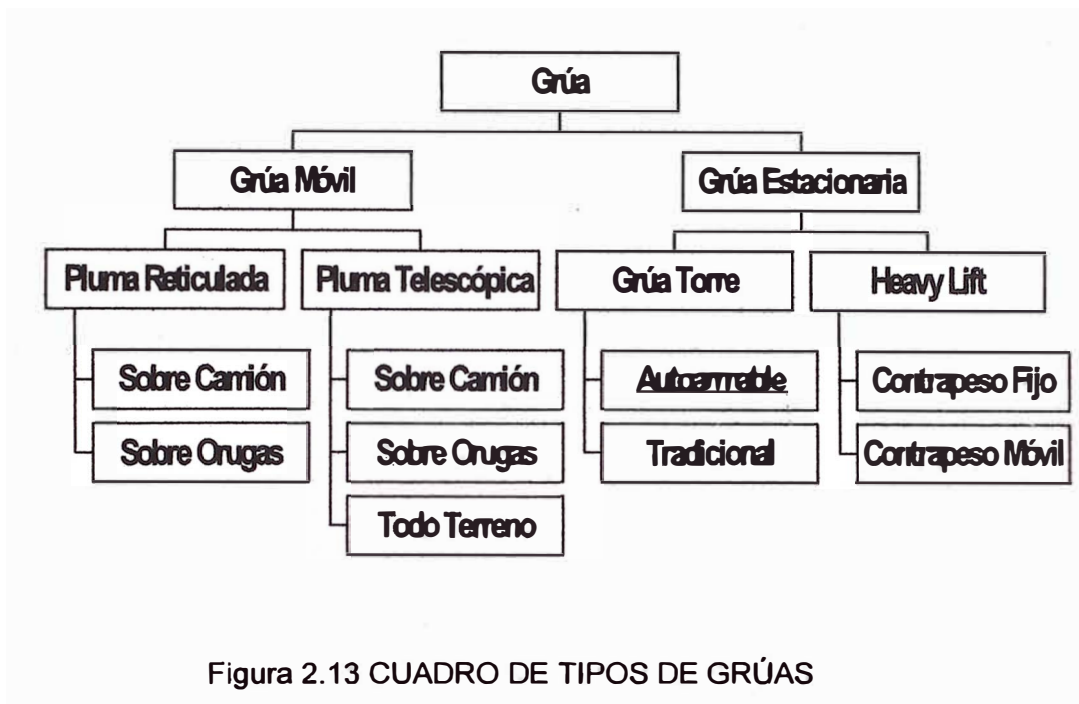 Grúa
Grúa Móvil
Grúa Estacionaria
Pluma Reticulada
Pluma Telescópica
Grúa Torre
Heavy Lift
Sobre Camión
Sobre Camión
Autoarmable
Contrapeso Fijo
Sobre Orugas
Sobre Orugas
Tradicional
Contrapeso Móvil
Todo Terreno
Figura 2.13 CUADRO DE TIPOS DE GRÚAS